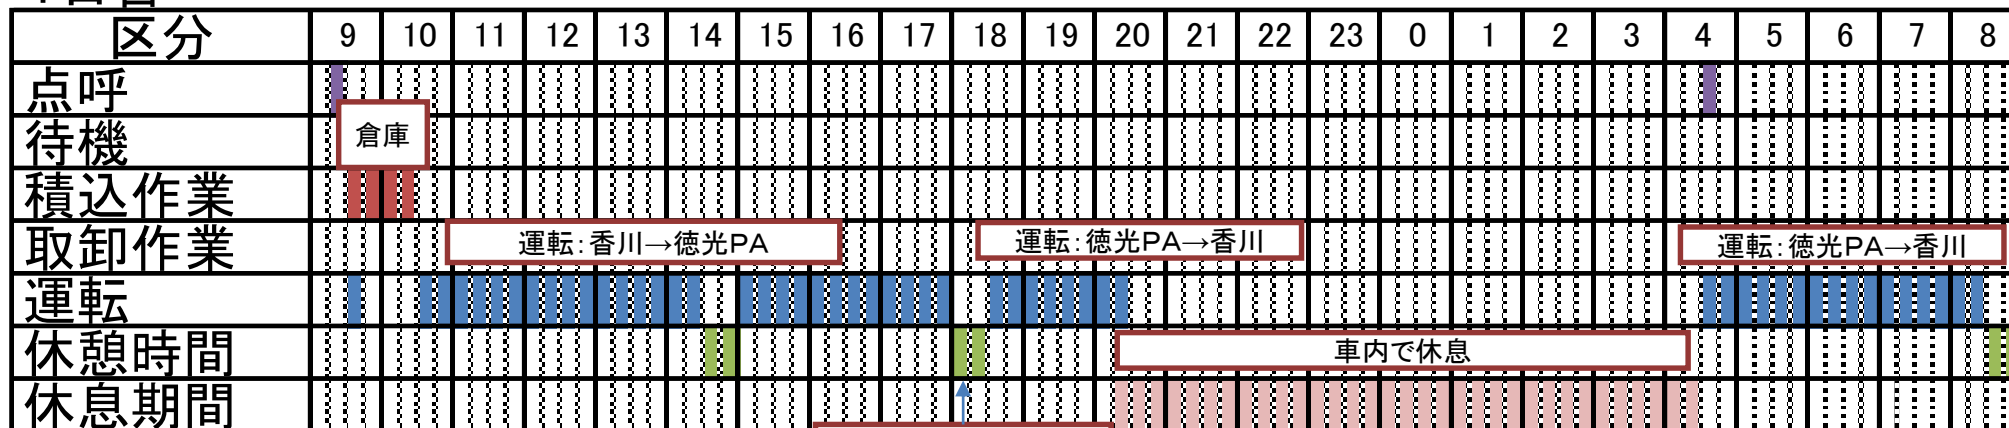 区分 9 10 11 12 13 14 15 16 17 18 19 20 21 22 23 0 1 2 3 4 5 6 7 8
点呼
待機
倉庫
積込作業
取卸作業
運転:香川→徳光PA
運転:徳光PA→香川
運転:徳光PA→香川
運転
休憩時間
車内で休息
休息期間